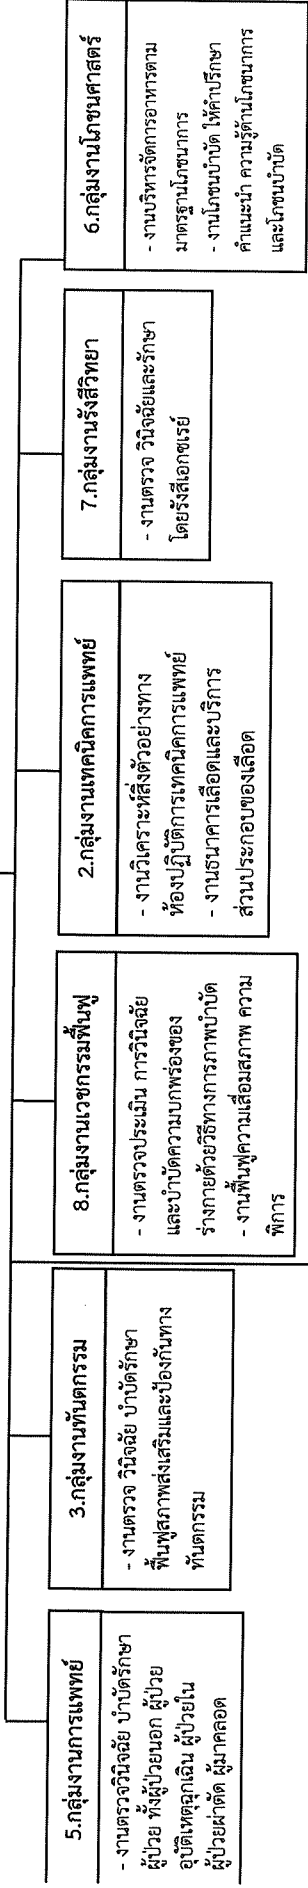 5.กลุ่มงานการแพทย์
- งานตรวจวินิจฉัย บำบัดรักษา
ผู้ป่วย ทั้งผู้ป่วยนอก ผู้ป่วย
อุบัติเหตุฉุกเฉิน ผู้ป่วยใน
ผู้ป่วยผ่าตัด ผู้มาคลอด
3.กลุ่มงานทันตกรรม
- งานตรวจ วินิจฉัย บำบัดรักษา
ฟื้นฟูสภาพส่งเสริมและป้องกันทาง
ทันตกรรม
8.กลุ่มงานเวชกรรมฟื้นฟู
- งานตรวจประเมิน การวินิจฉัย
และบำบัดความบกพร่องของ
ร่างกายด้วยวิธีทางการภาพบำบัด
- งานฟื้นฟูความเสื่อมสภาพ ความ
พิการ
2.กลุ่มงานเทคนิคการแพทย์
- งานวิเคราะห์สิ่งตัวอย่างทาง
ห้องปฏิบัติการเทคนิคการแพทย์
- งานธนาคารเลือดและบริการ
ส่วนประกอบของเลือด
7.กลุ่มงานรังสีวิทยา
- งานตรวจ วินิจฉัยและรักษา
โดยรังสีเอกซเรย์
6.กลุ่มงานโภชนศาสตร์
- งานบริหารจัดการอาหารตาม
มาตรฐานโภชนาการ
- งานโภชนบำบัด ให้คำปรึกษา
คำแนะนำ ความรู้ด้านโภชนาการ
และโภชนบำบัด